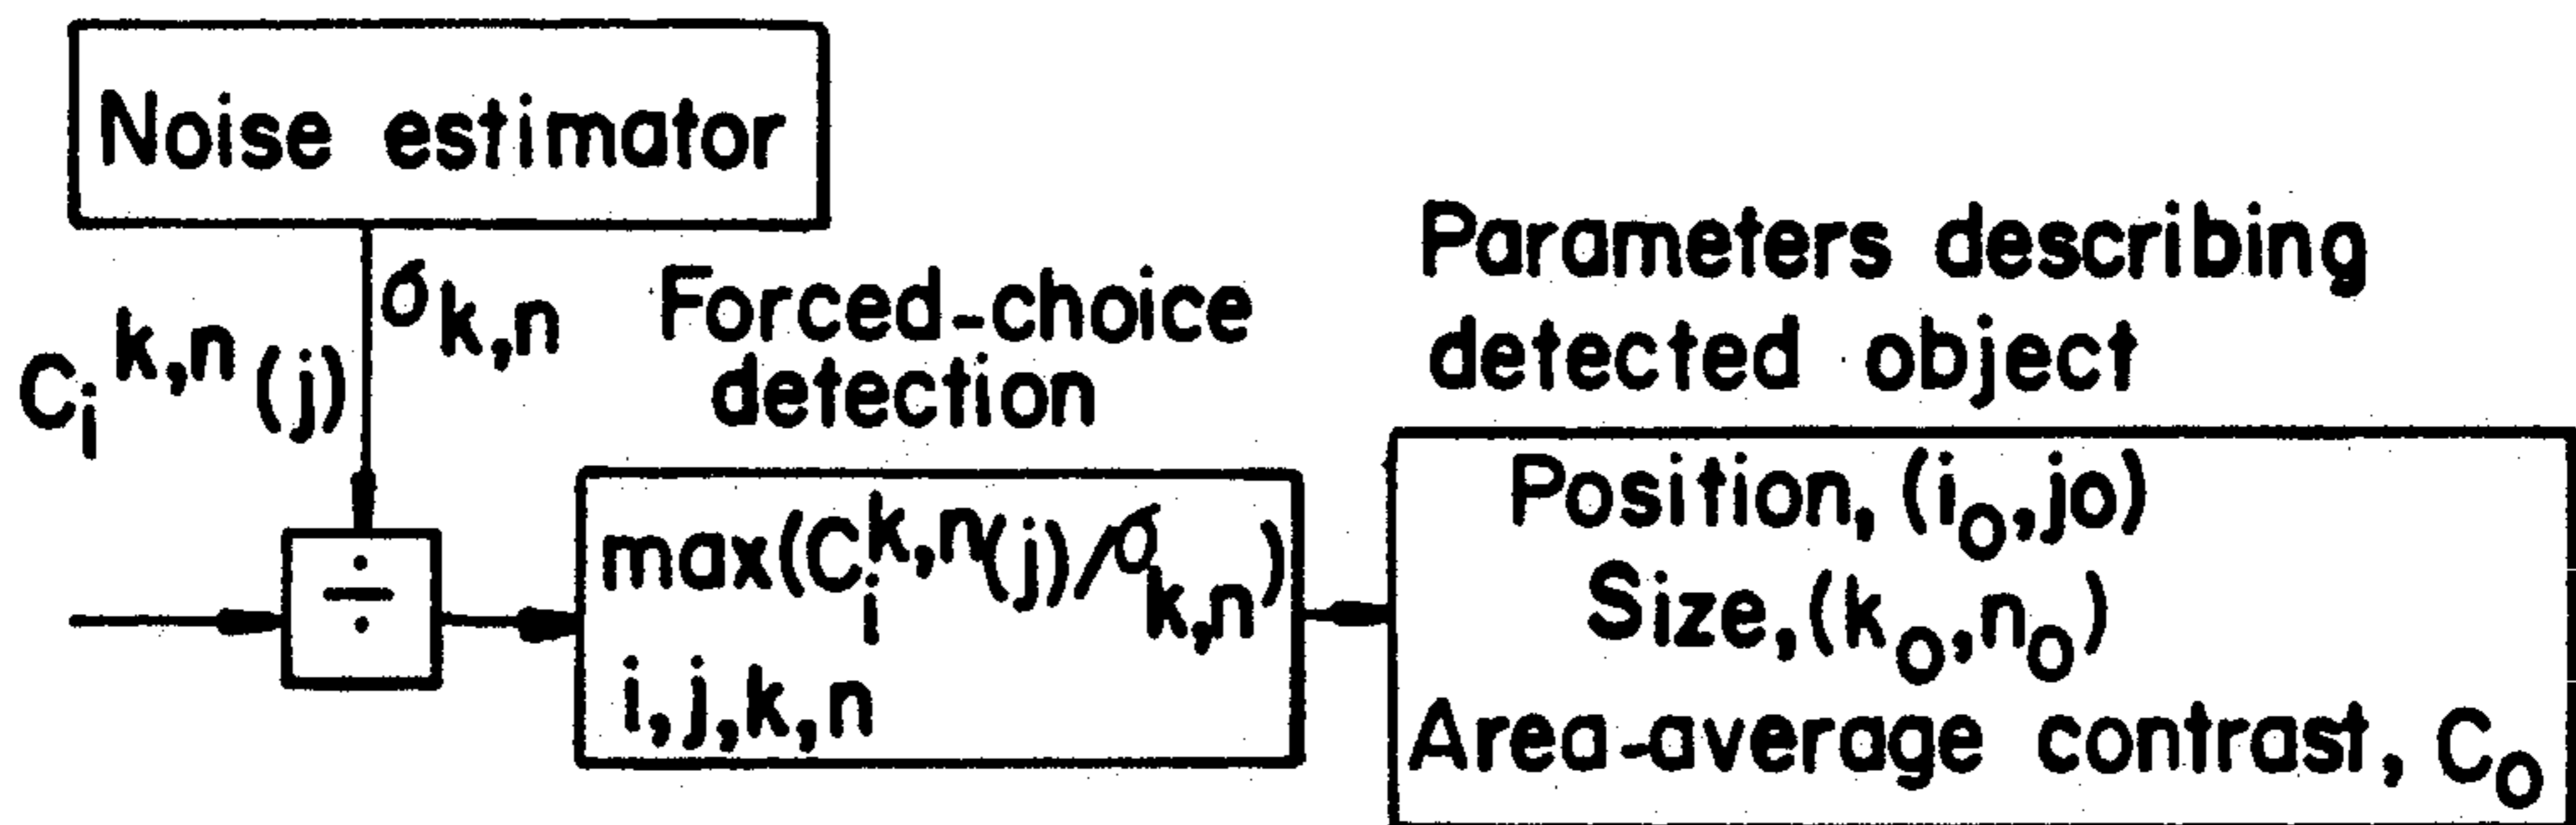 Noise estimator
σk,n
Ci k,n (j)
Forced-choice
detection
÷
max(Ci k,n(j)/σk,n)
i,j,k,n
Parameters describing
detected object
Position, (io,jo)
Size,(ko,no)
Area-average contrast, Co